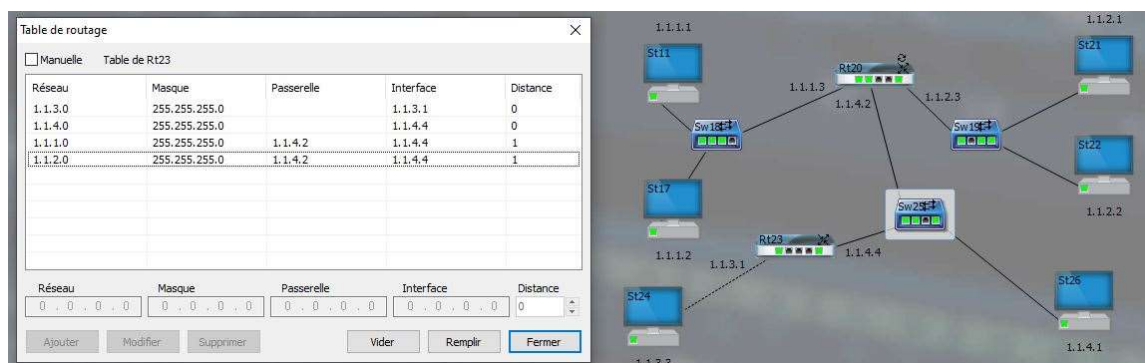 Table de routage
Manuelle Table de Rt23
Réseau Masque Passerelle Interface Distance
1.1.3.0 255.255.255.0 1.1.3.1 0
1.1.4.0 255.255.255.0 1.1.4.4 0
1.1.1.0 255.255.255.0 1.1.4.2 1.1.4.4 1
1.1.2.0 255.255.255.0 1.1.4.2 1.1.4.4 1
Réseau Masque Passerelle Interface Distance
0 . 0 . 0 . 0 0 . 0 . 0 . 0 0 . 0 . 0 . 0 0 . 0 . 0 . 0 0
Ajouter Modifier Supprimer Vider Remplir Fermer
1.1.1.1
St11
1.1.2.1
St21
Rt20
1.1.1.3
1.1.4.2
1.1.2.3
Sw18
Sw19
St22
St17
1.1.2.2
Sw25
Rt23
1.1.4.4
1.1.1.2
1.1.3.1
St26
St24
1.1.4.1